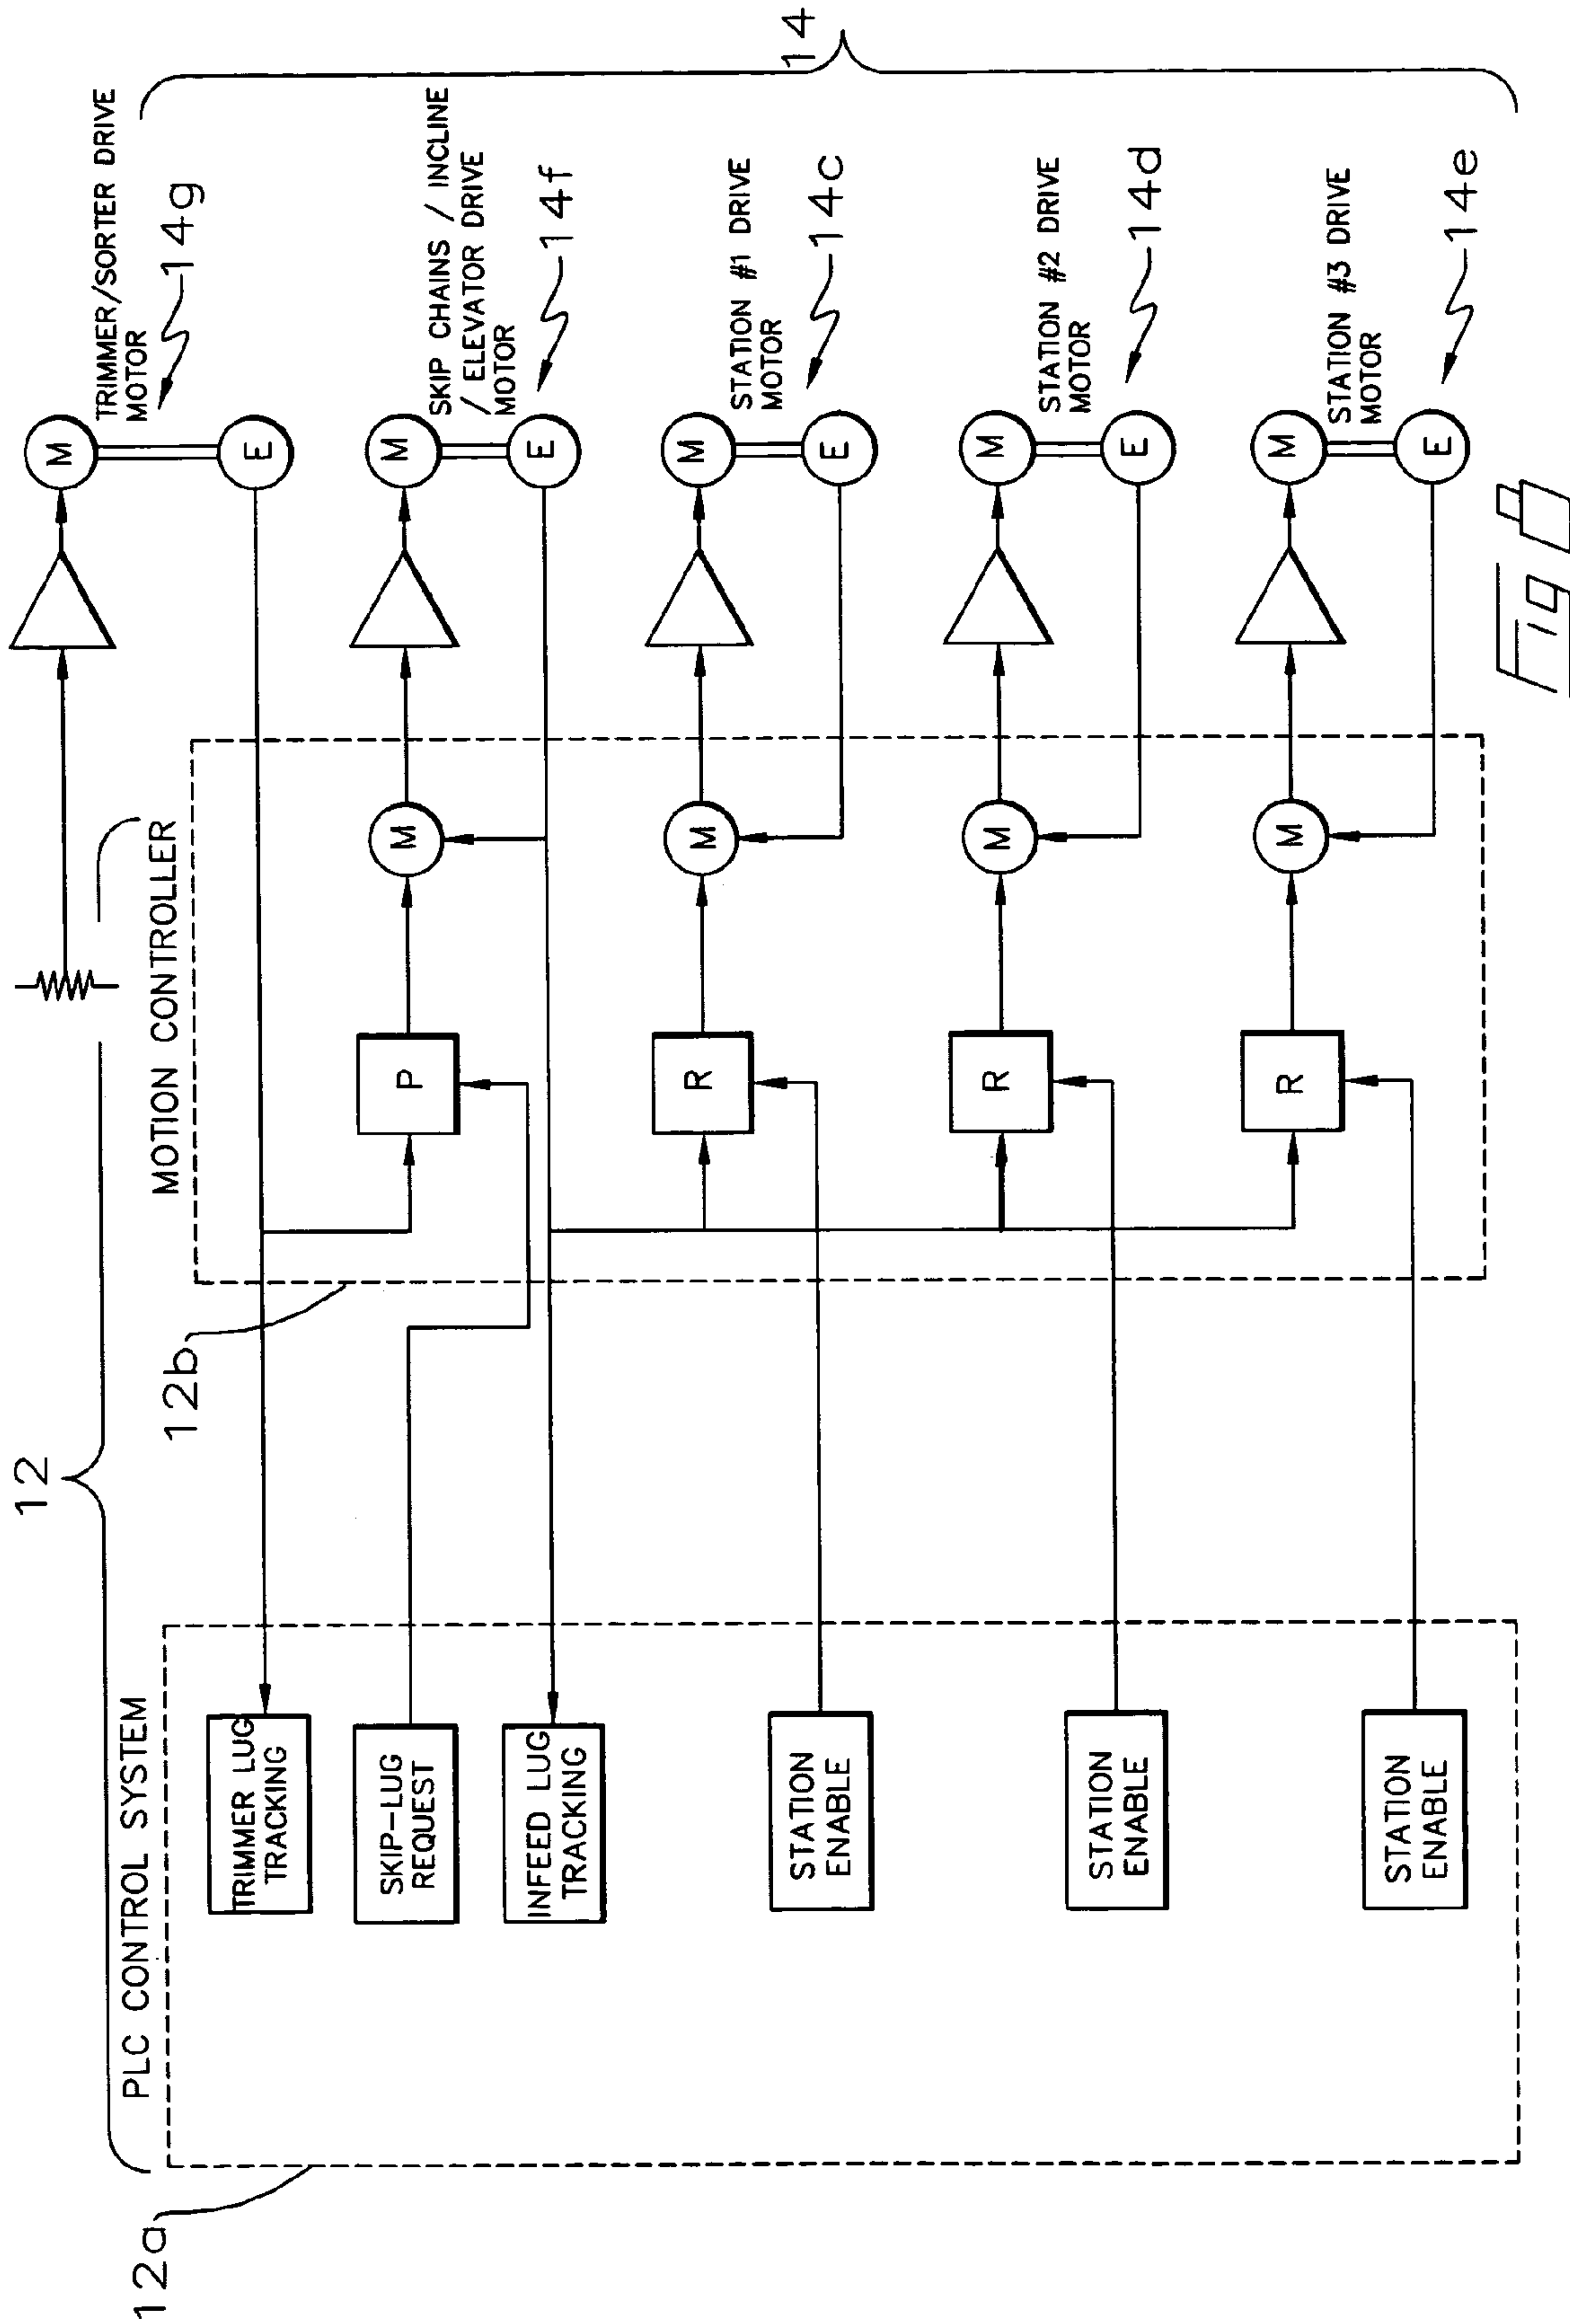 12
PLC CONTROL SYSTEM
MOTION CONTROLLER
12a
12b
TRIMMER LUG
TRACKING
SKIP-LUG
REQUEST
INFEED LUG
TRACKING
STATION
ENABLE
STATION
ENABLE
STATION
ENABLE
P
R
R
R
M
M
M
M
M
E
TRIMMER/SORTER DRIVE
MOTOR
14g
M
E
SKIP CHAINS / INCLINE
/ ELEVATOR DRIVE
MOTOR
14f
M
E
STATION #1 DRIVE
MOTOR
14c
M
E
STATION #2 DRIVE
MOTOR
14d
M
E
STATION #3 DRIVE
MOTOR
14e
14
Fig 8